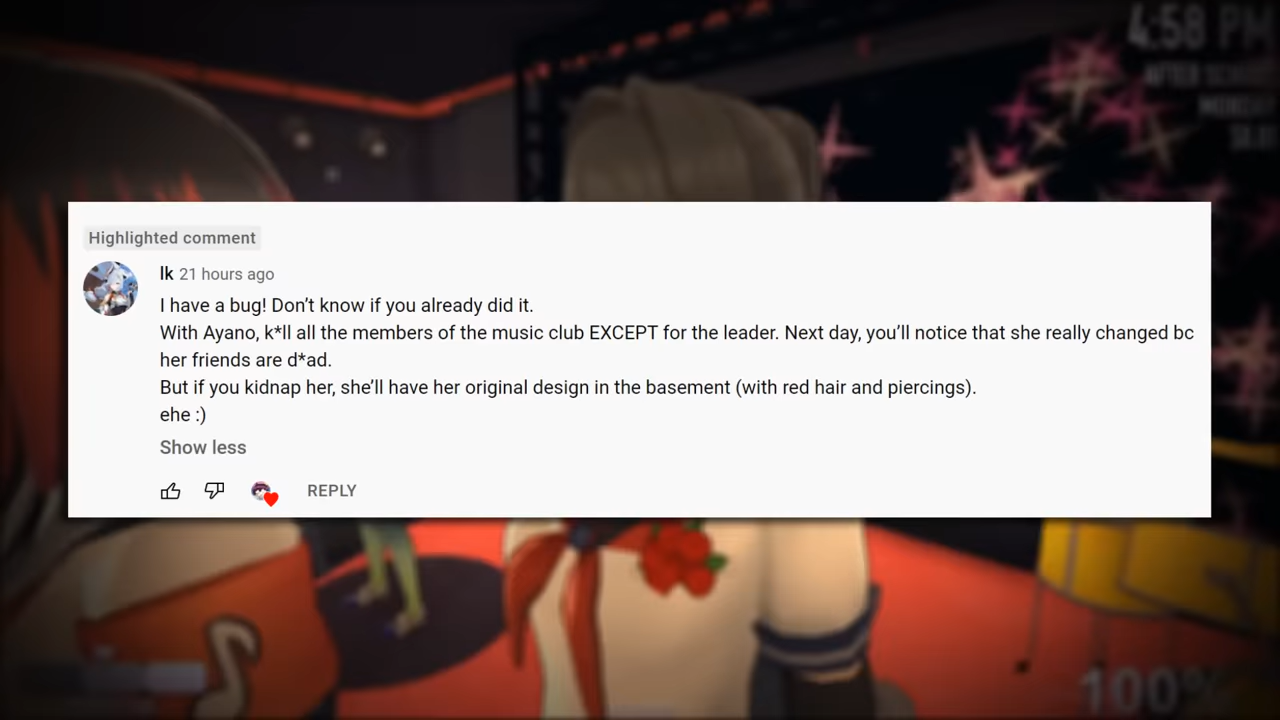 4:58 PM
AFTER SCHOOL
MONDAY
Highlighted comment
lk 21 hours ago
I have a bug! Don’t know if you already did it.
With Ayano, k*ll all the members of the music club EXCEPT for the leader. Next day, you’ll notice that she really changed bc
her friends are d*ad.
But if you kidnap her, she’ll have her original design in the basement (with red hair and piercings).
ehe :)
Show less
REPLY
100%